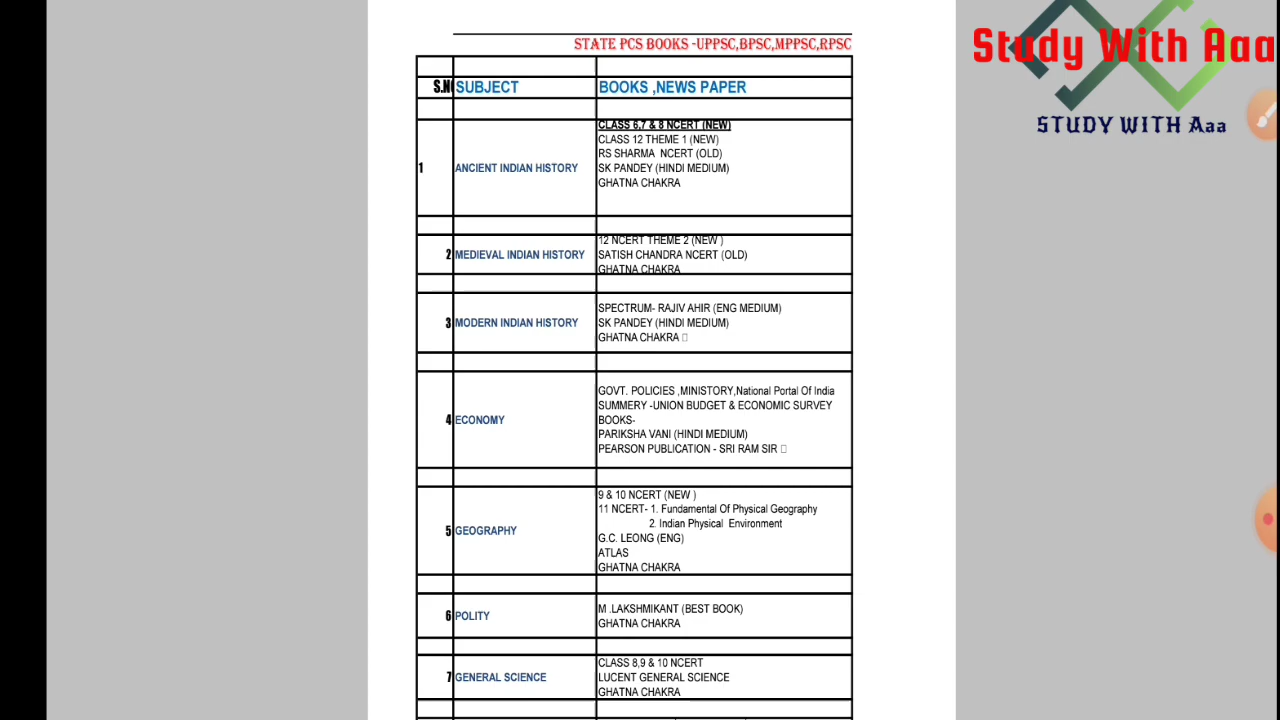 STATE PCS BOOKS -UPPSC,BPSC,MPPSC,RPSC
Study With Aaa
STUDY WITH Aaa
S.NO SUBJECT BOOKS ,NEWS PAPER
1 ANCIENT INDIAN HISTORY
CLASS 6,7 & 8 NCERT (NEW)
CLASS 12 THEME 1 (NEW)
RS SHARMA NCERT (OLD)
SK PANDEY (HINDI MEDIUM)
GHATNA CHAKRA
2 MEDIEVAL INDIAN HISTORY
12 NCERT THEME 2 (NEW )
SATISH CHANDRA NCERT (OLD)
GHATNA CHAKRA
3 MODERN INDIAN HISTORY
SPECTRUM- RAJIV AHIR (ENG MEDIUM)
SK PANDEY (HINDI MEDIUM)
GHATNA CHAKRA
4 ECONOMY
GOVT. POLICIES ,MINISTORY,National Portal Of India
SUMMERY -UNION BUDGET & ECONOMIC SURVEY
BOOKS-
PARIKSHA VANI (HINDI MEDIUM)
PEARSON PUBLICATION - SRI RAM SIR
5 GEOGRAPHY
9 & 10 NCERT (NEW )
11 NCERT- 1. Fundamental Of Physical Geography
2. Indian Physical Environment
G.C. LEONG (ENG)
ATLAS
GHATNA CHAKRA
6 POLITY
M .LAKSHMIKANT (BEST BOOK)
GHATNA CHAKRA
7 GENERAL SCIENCE
CLASS 8,9 & 10 NCERT
LUCENT GENERAL SCIENCE
GHATNA CHAKRA